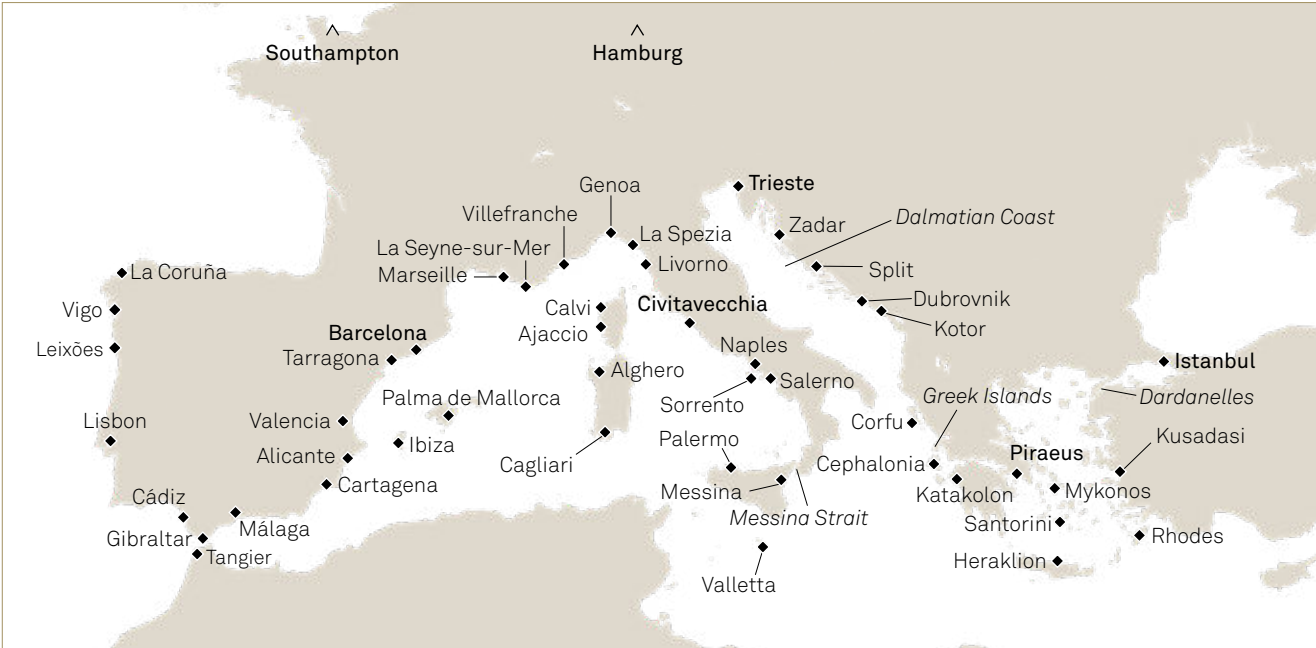 Southampton
Hamburg
Genoa
Trieste
Villefranche
Zadar
Dalmatian Coast
La Seyne-sur-Mer
La Spezia
Marseille
Livorno
La Coruña
Split
Vigo
Calvi
Civitavecchia
Dubrovnik
Barcelona
Ajaccio
Kotor
Leixões
Tarragona
Naples
Istanbul
Alghero
Salerno
Palma de Mallorca
Sorrento
Greek Islands
Dardanelles
Lisbon
Valencia
Corfu
Kusadasi
Ibiza
Palermo
Alicante
Cagliari
Cephalonia
Piraeus
Cartagena
Messina
Katakolon
Mykonos
Cádiz
Messina Strait
Málaga
Santorini
Gibraltar
Rhodes
Tangier
Heraklion
Valletta